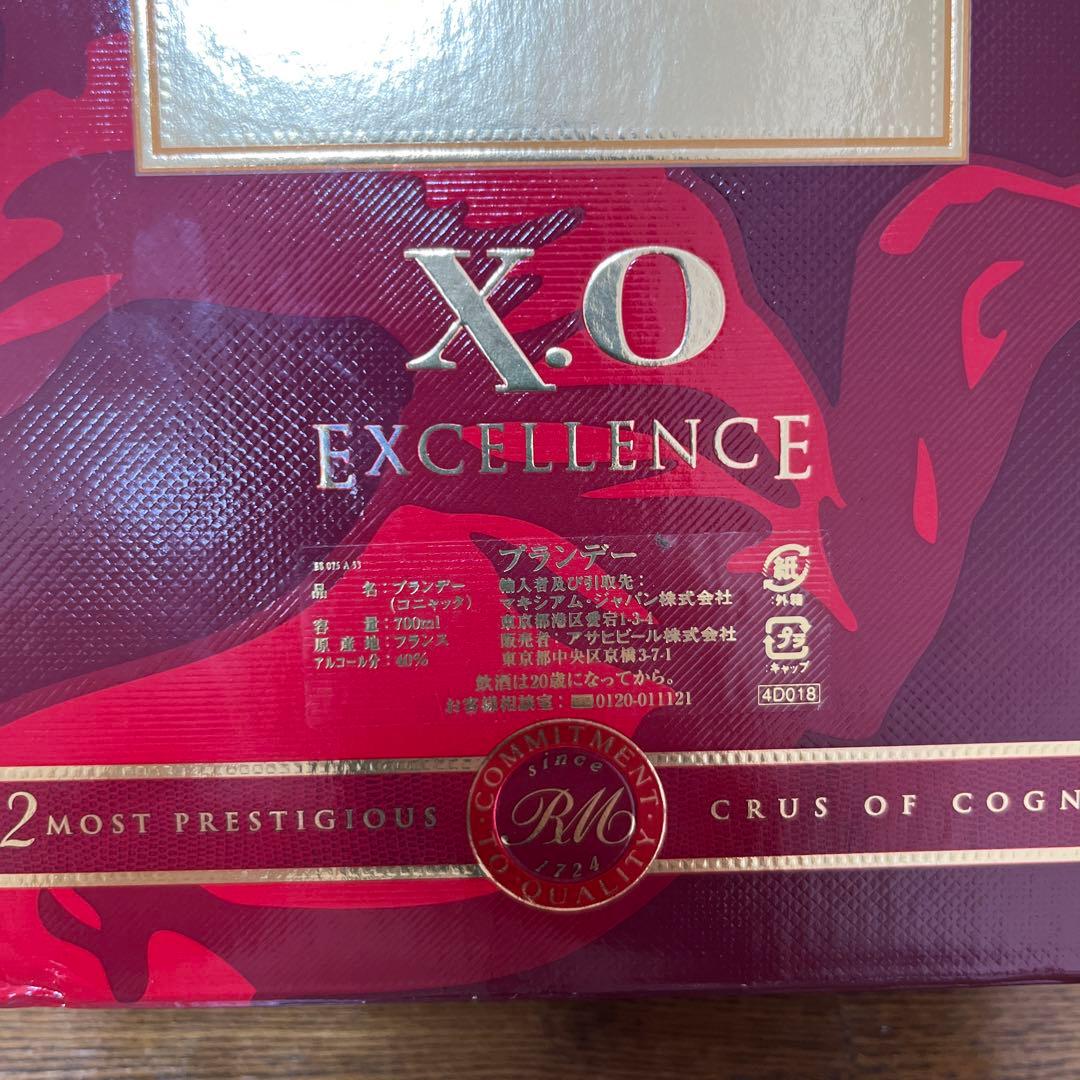 X.O
EXCELLENCE
ブランデー
品 名：ブランデー
（コニャック）
容 量：700ml
原 産 地：フランス
アルコール分：40%
輸入者及び引取先：
マキシアム・ジャパン株式会社
東京都港区愛宕1-3-4
販売者：アサヒビール株式会社
東京都中央区京橋3-7-1
飲酒は20歳になってから。
お客様相談室：0120-011121
紙
：外箱
プラ
：キャップ
4D018
2 MOST PRESTIGIOUS
COMMITMENT TO QUALITY
since
RM
1724
CRUS OF COGN